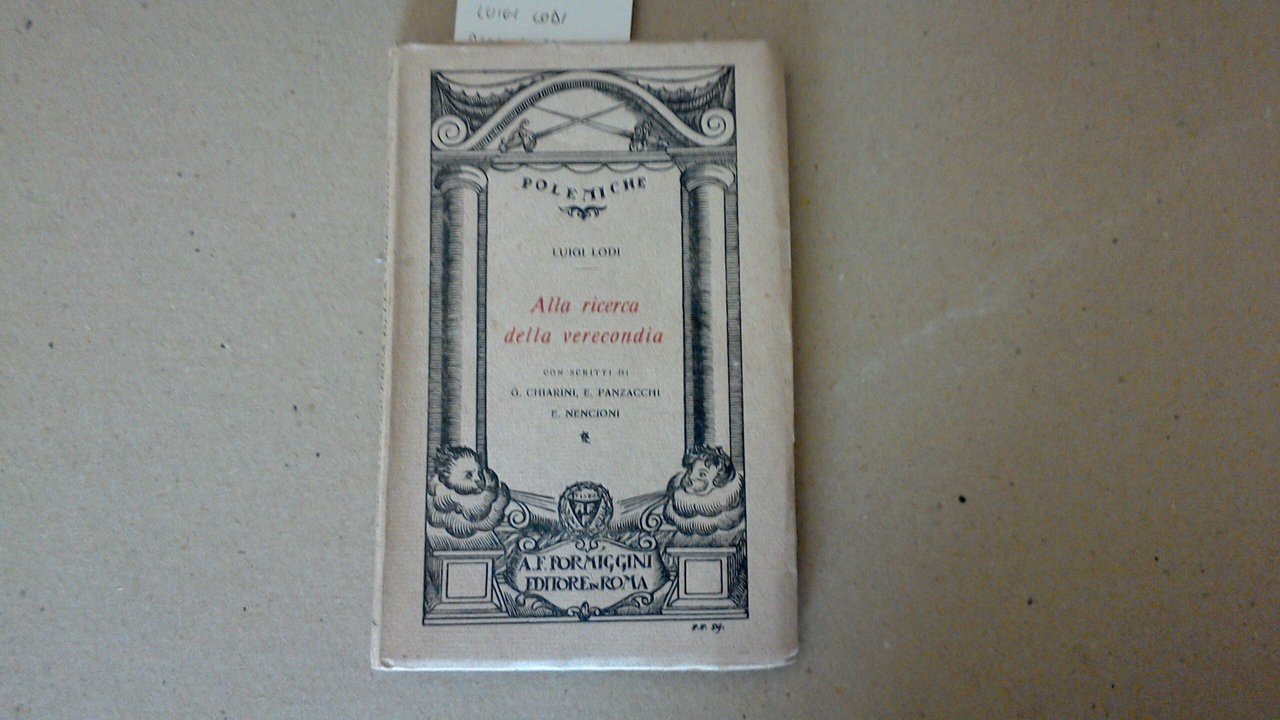 LUIGI LODI
POLEMICHE
LUIGI LODI
Alla ricerca
della verecondia
CON SCRITTI DI
G. CHIARINI, E. PANZACCHI
E. NENCIONI
A. F. FORMIGGINI
EDITORE IN ROMA